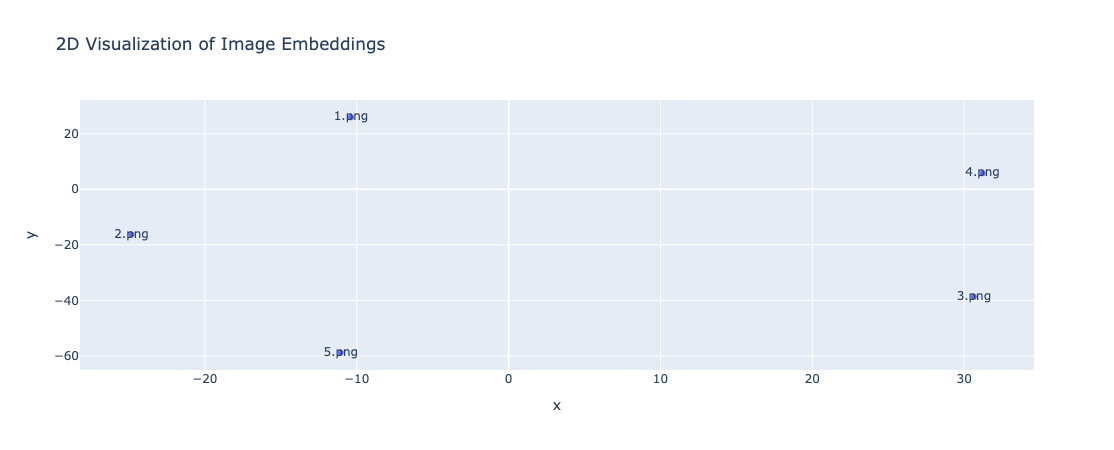 2D Visualization of Image Embeddings
1.png
20
4.png
0
2.png
y
−20
3.png
−40
5.png
−60
−20 −10 0 10 20 30
x